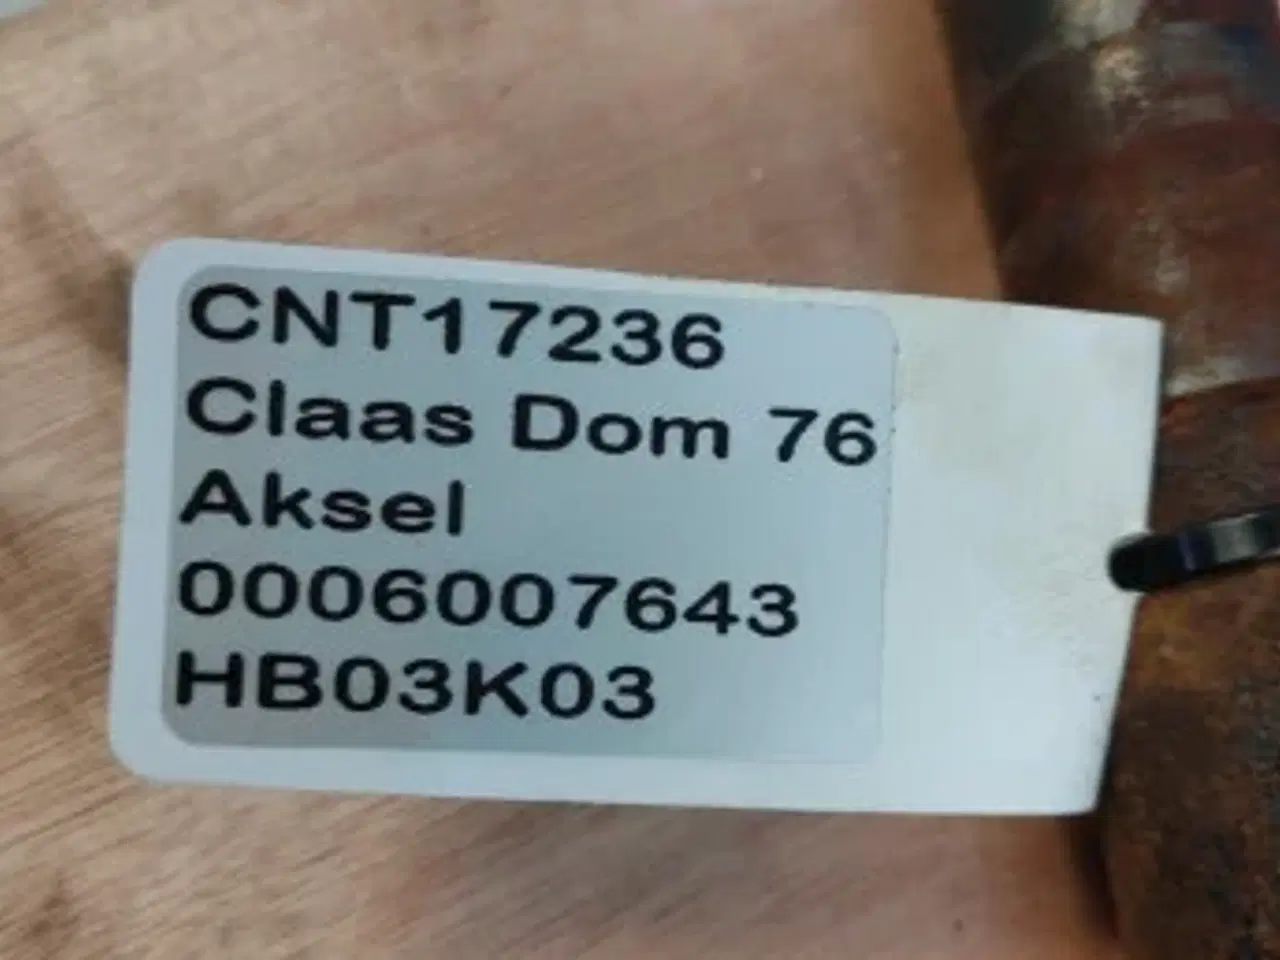 CNT17236
Claas Dom 76
Aksel
0006007643
HB03K03